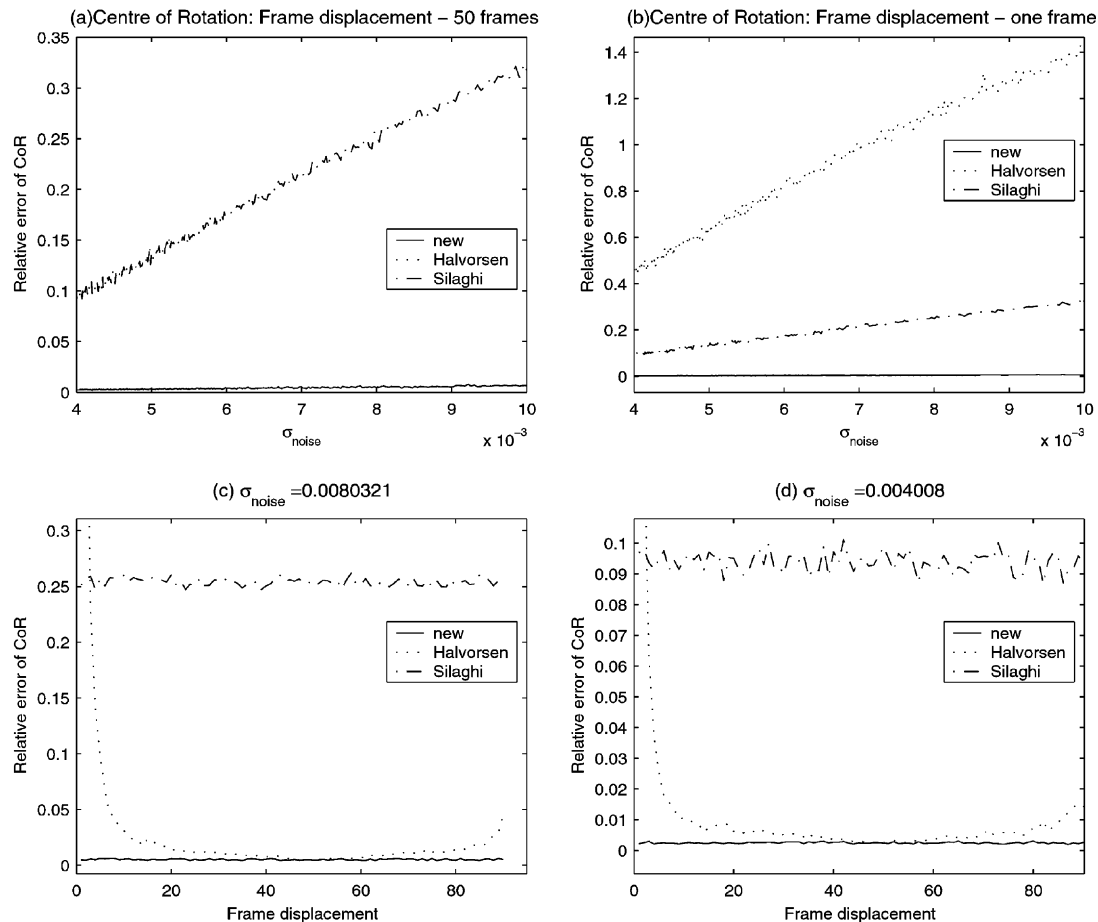 (a)Centre of Rotation: Frame displacement – 50 frames
0.35
0.3
0.25
0.2
0.15
0.1
0.05
0
Relative error of CoR
new
Halvorsen
Silaghi
4 5 6 7 8 9 10
σnoise
x 10⁻³
(b)Centre of Rotation: Frame displacement – one frame
1.4
1.2
1
0.8
0.6
0.4
0.2
0
Relative error of CoR
new
Halvorsen
Silaghi
4 5 6 7 8 9 10
σnoise
x 10⁻³
(c) σnoise =0.0080321
0.3
0.25
0.2
0.15
0.1
0.05
0
Relative error of CoR
new
Halvorsen
Silaghi
0 20 40 60 80
Frame displacement
(d) σnoise =0.004008
0.1
0.09
0.08
0.07
0.06
0.05
0.04
0.03
0.02
0.01
0
Relative error of CoR
new
Halvorsen
Silaghi
0 20 40 60 80
Frame displacement